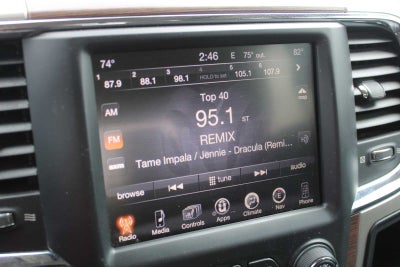 74° 2:46 E 75° out. 82°
1 87.9 2 88.1 3 98.1 HOLD to set 105.1 6 107.9
Top 40
map
AM
95.1 ST
FM
REMIX
sxm
Tame Impala / Jennie - Dracula (Remi...
browse tune audio
Radio Media Controls Apps Climate Nav Phone